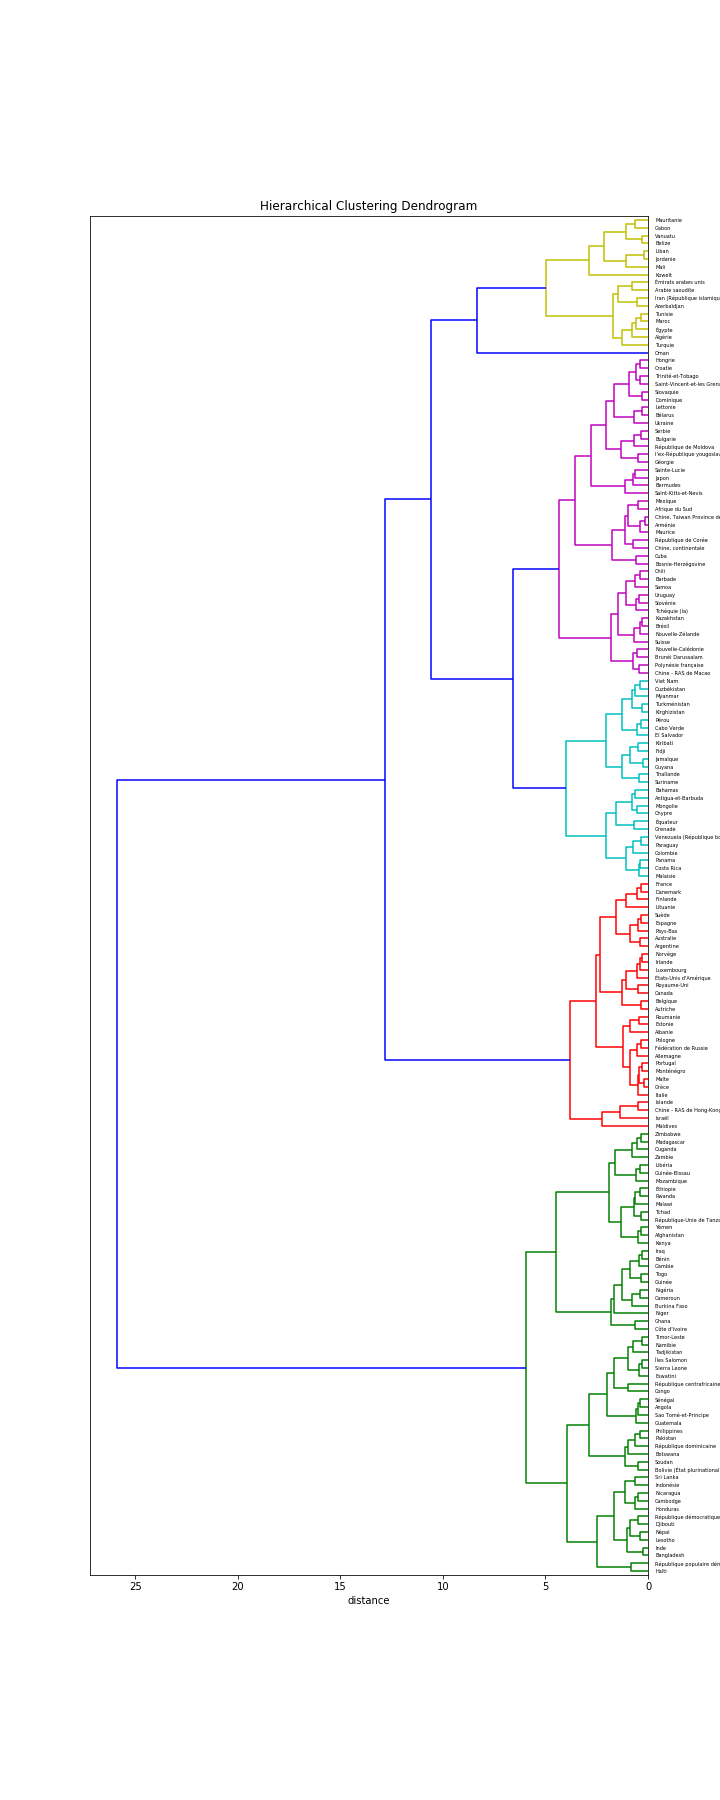 Hierarchical Clustering Dendrogram
Mauritanie
Gabon
Vanuatu
Belize
Liban
Jordanie
Mali
Koweït
Émirats arabes unis
Arabie saoudite
Iran (République islamiqu
Azerbaïdjan
Tunisie
Maroc
Égypte
Algérie
Turquie
Oman
Hongrie
Croatie
Trinité-et-Tobago
Saint-Vincent-et-les Gren
Slovaquie
Dominique
Lettonie
Bélarus
Ukraine
Serbie
Bulgarie
République de Moldova
l'ex-République yougoslav
Géorgie
Sainte-Lucie
Japon
Bermudes
Saint-Kitts-et-Nevis
Mexique
Afrique du Sud
Chine, Taiwan Province d
Arménie
Maurice
République de Corée
Chine, continentale
Cuba
Bosnie-Herzégovine
Chili
Barbade
Samoa
Uruguay
Slovénie
Tchéquie (la)
Kazakhstan
Brésil
Nouvelle-Zélande
Suisse
Nouvelle-Calédonie
Brunéi Darussalam
Polynésie française
Chine - RAS de Macao
Viet Nam
Ouzbékistan
Myanmar
Turkménistan
Kirghizistan
Pérou
Cabo Verde
El Salvador
Kiribati
Fidji
Jamaïque
Guyana
Thaïlande
Suriname
Bahamas
Antigua-et-Barbuda
Mongolie
Chypre
Équateur
Grenade
Venezuela (République bo
Paraguay
Colombie
Panama
Costa Rica
Malaisie
France
Danemark
Finlande
Lituanie
Suède
Espagne
Pays-Bas
Australie
Argentine
Norvège
Irlande
Luxembourg
États-Unis d'Amérique
Royaume-Uni
Canada
Belgique
Autriche
Roumanie
Estonie
Albanie
Pologne
Fédération de Russie
Allemagne
Portugal
Monténégro
Malte
Grèce
Italie
Islande
Chine - RAS de Hong-Kong
Israël
Maldives
Zimbabwe
Madagascar
Ouganda
Zambie
Libéria
Guinée-Bissau
Mozambique
Éthiopie
Rwanda
Malawi
Tchad
République-Unie de Tanza
Yémen
Afghanistan
Kenya
Iraq
Bénin
Gambie
Togo
Guinée
Nigéria
Cameroun
Burkina Faso
Niger
Ghana
Côte d'Ivoire
Timor-Leste
Namibie
Tadjikistan
Îles Salomon
Sierra Leone
Eswatini
République centrafricaine
Congo
Sénégal
Angola
Sao Tomé-et-Principe
Guatemala
Philippines
Pakistan
République dominicaine
Botswana
Soudan
Bolivie (État plurinational
Sri Lanka
Indonésie
Nicaragua
Cambodge
Honduras
République démocratique
Djibouti
Népal
Lesotho
Inde
Bangladesh
République populaire dém
Haïti
25 20 15 10 5 0
distance